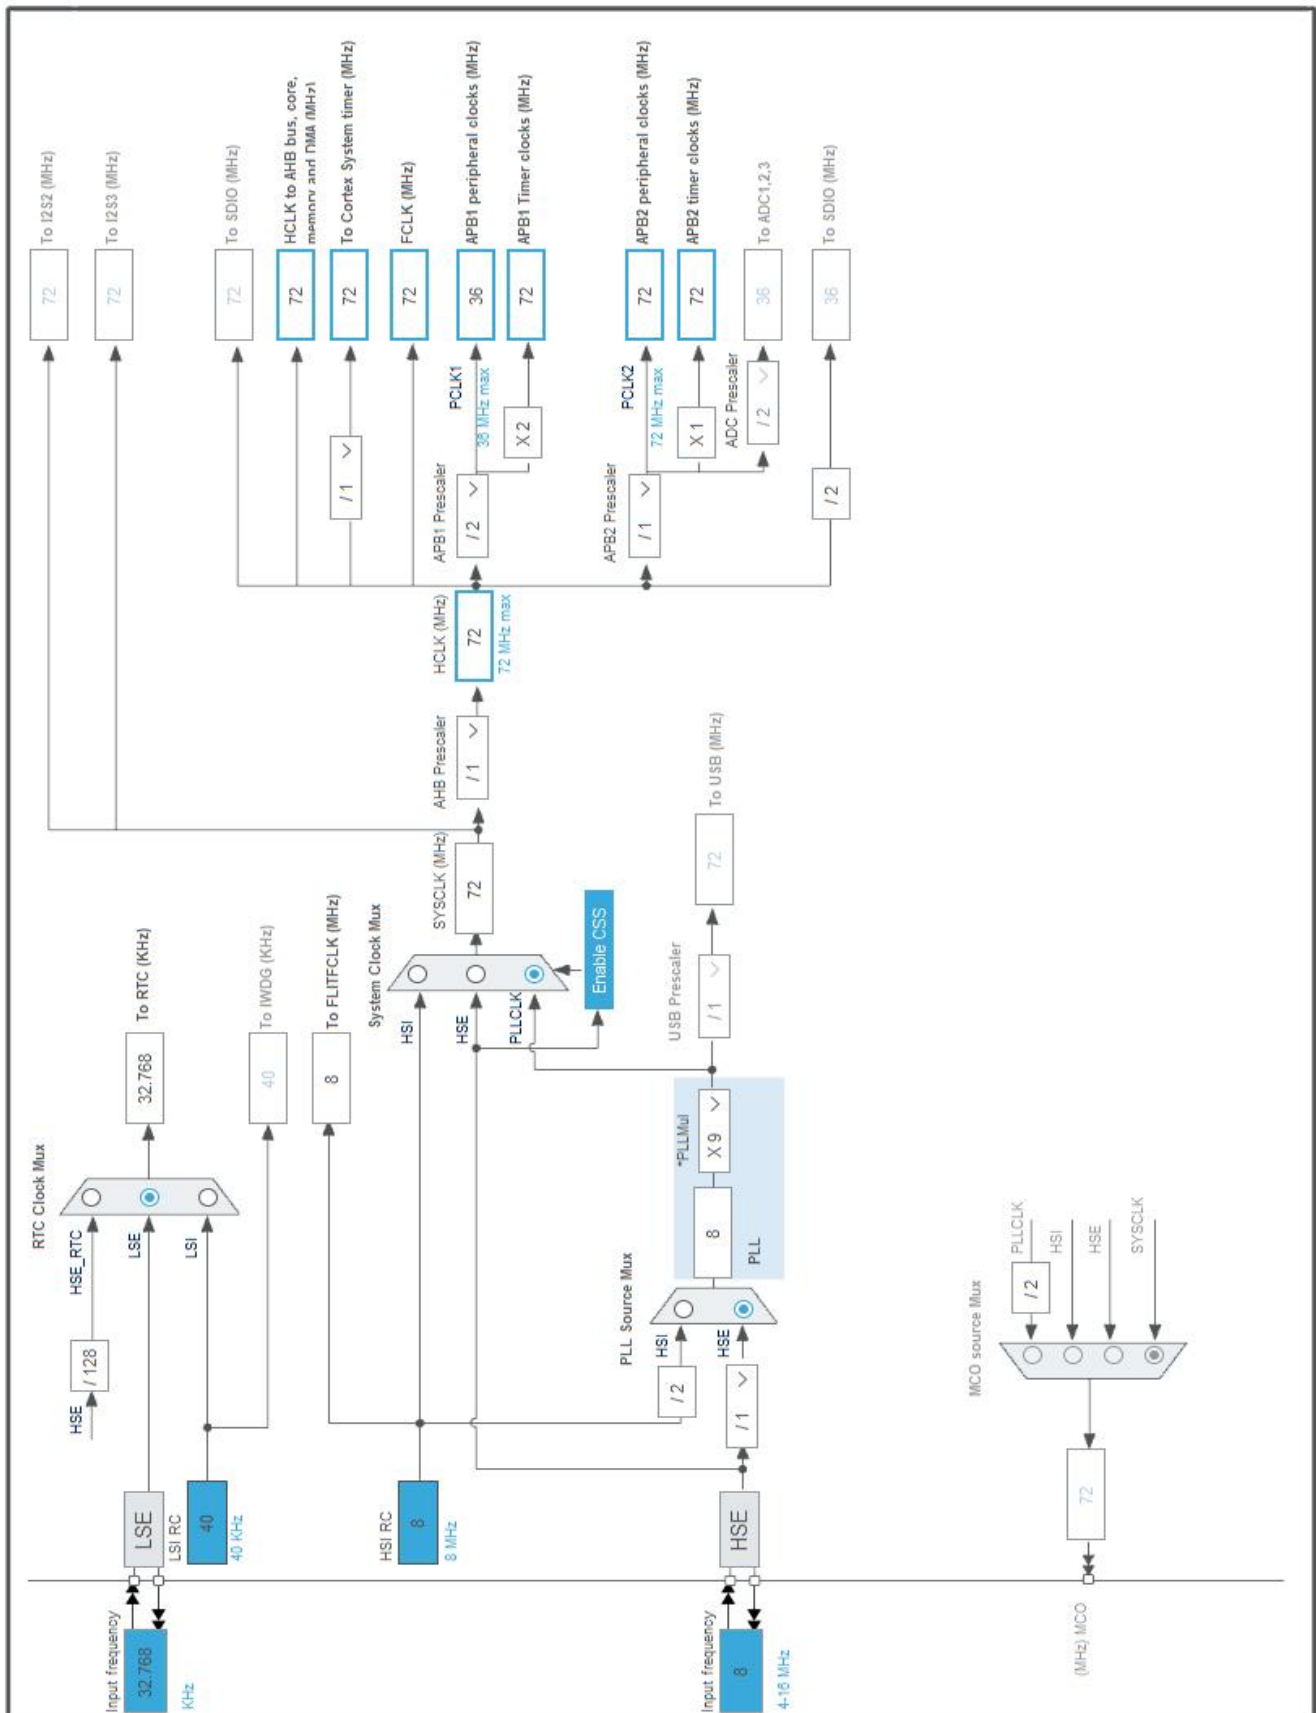 To I2S2 (MHz)
72
To I2S3 (MHz)
72
RTC Clock Mux
HSE
/ 128
HSE_RTC
Input frequency
32.768
KHz
LSE
LSE
32.768
To RTC (KHz)
LSI RC
40
40 KHz
LSI
40
To IWDG (KHz)
72
To SDIO (MHz)
72
HCLK to AHB bus, core,
memory and DMA (MHz)
/ 1
72
To Cortex System timer (MHz)
8
To FLITFCLK (MHz)
72
FCLK (MHz)
System Clock Mux
HSI RC
8
8 MHz
HSI
HSE
PLLCLK
SYSCLK (MHz)
72
AHB Prescaler
/ 1
HCLK (MHz)
72
72 MHz max
APB1 Prescaler
/ 2
PCLK1
36 MHz max
36
APB1 peripheral clocks (MHz)
X 2
72
APB1 Timer clocks (MHz)
Enable CSS
APB2 Prescaler
/ 1
PCLK2
72 MHz max
72
APB2 peripheral clocks (MHz)
X 1
72
APB2 timer clocks (MHz)
ADC Prescaler
/ 2
36
To ADC1,2,3
/ 2
36
To SDIO (MHz)
PLL Source Mux
/ 2
HSI
HSE
Input frequency
8
4-16 MHz
HSE
/ 1
8
PLL
*PLLMul
X 9
USB Prescaler
/ 1
72
To USB (MHz)
MCO source Mux
/ 2
PLLCLK
HSI
HSE
SYSCLK
(MHz) MCO
72